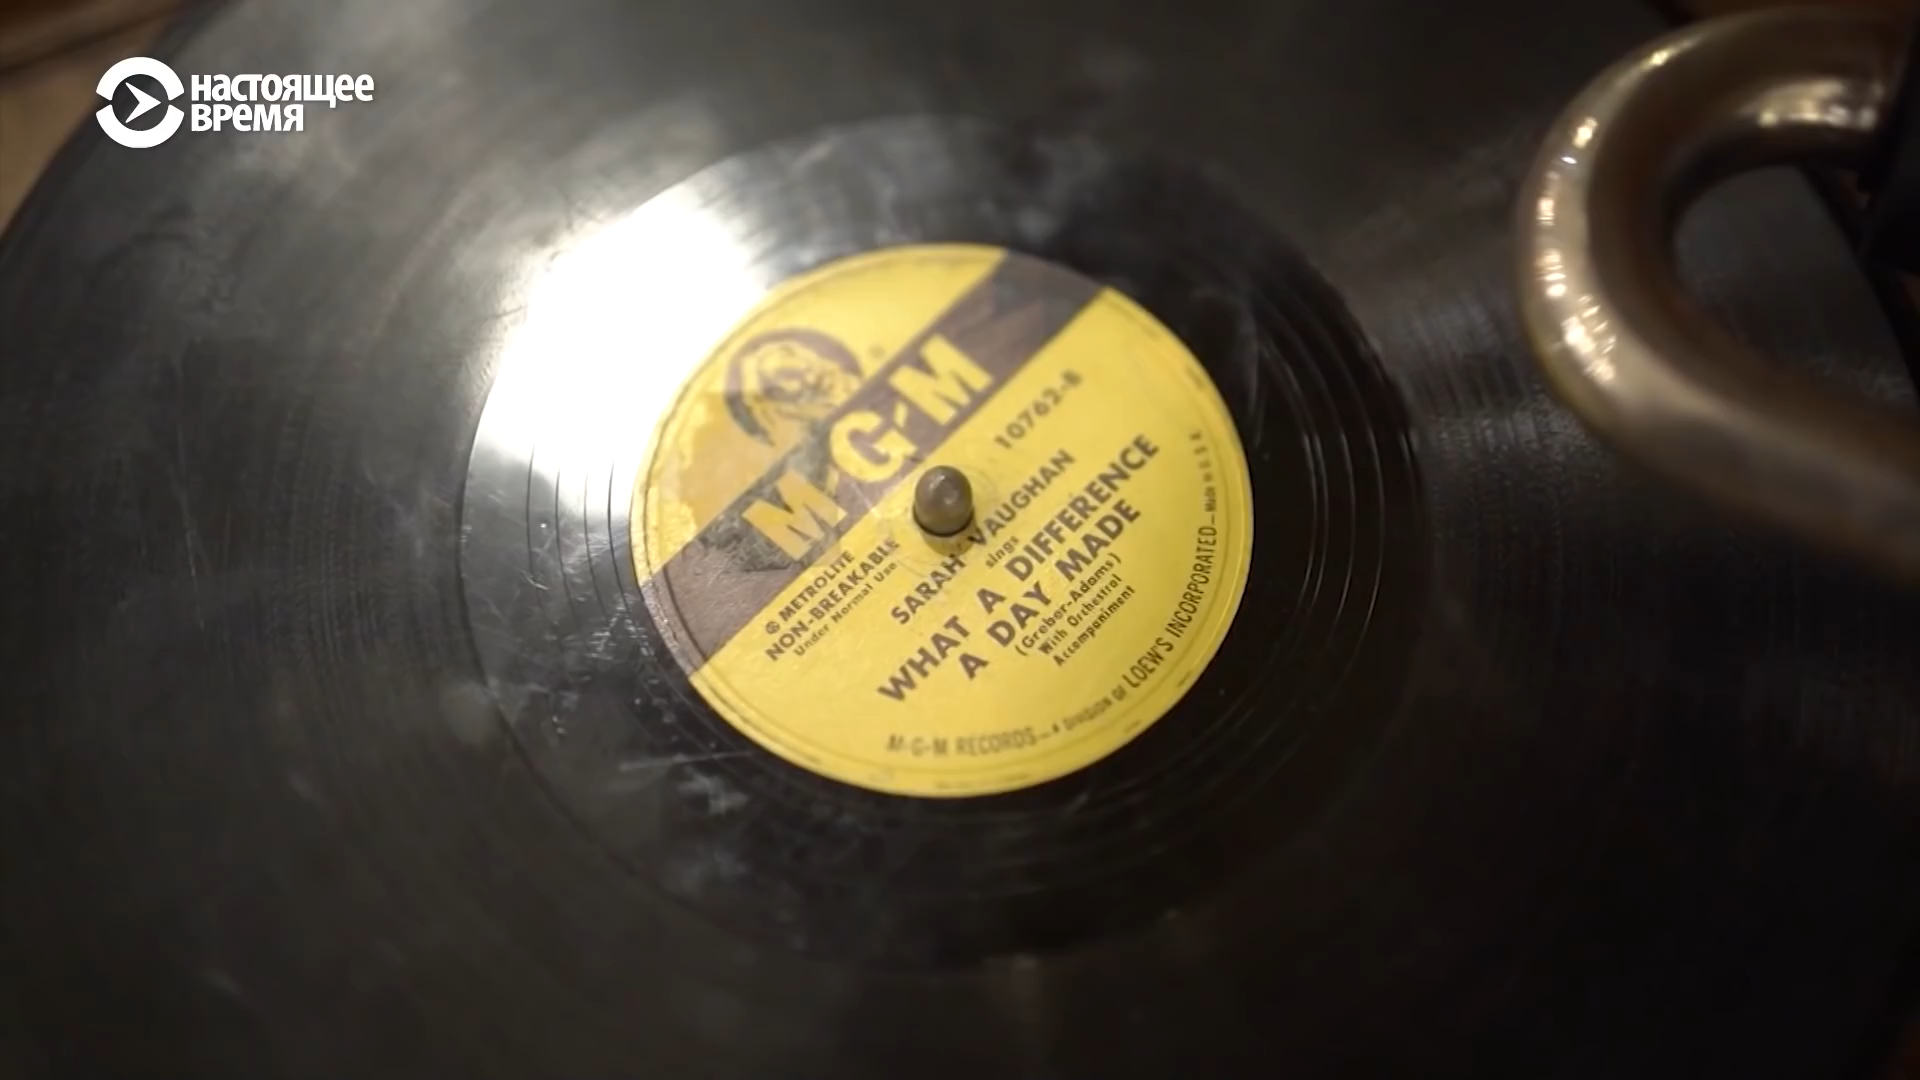 настоящее
время
M-G-M
10762-B
® METROLITE
NON-BREAKABLE
Under Normal Use
SARAH VAUGHAN
sings
WHAT A DIFFERENCE
A DAY MADE
(Greber-Adams)
With Orchestral
Accompaniment
M-G-M RECORDS—A DIVISION OF LOEW'S INCORPORATED—Made in U.S.A.